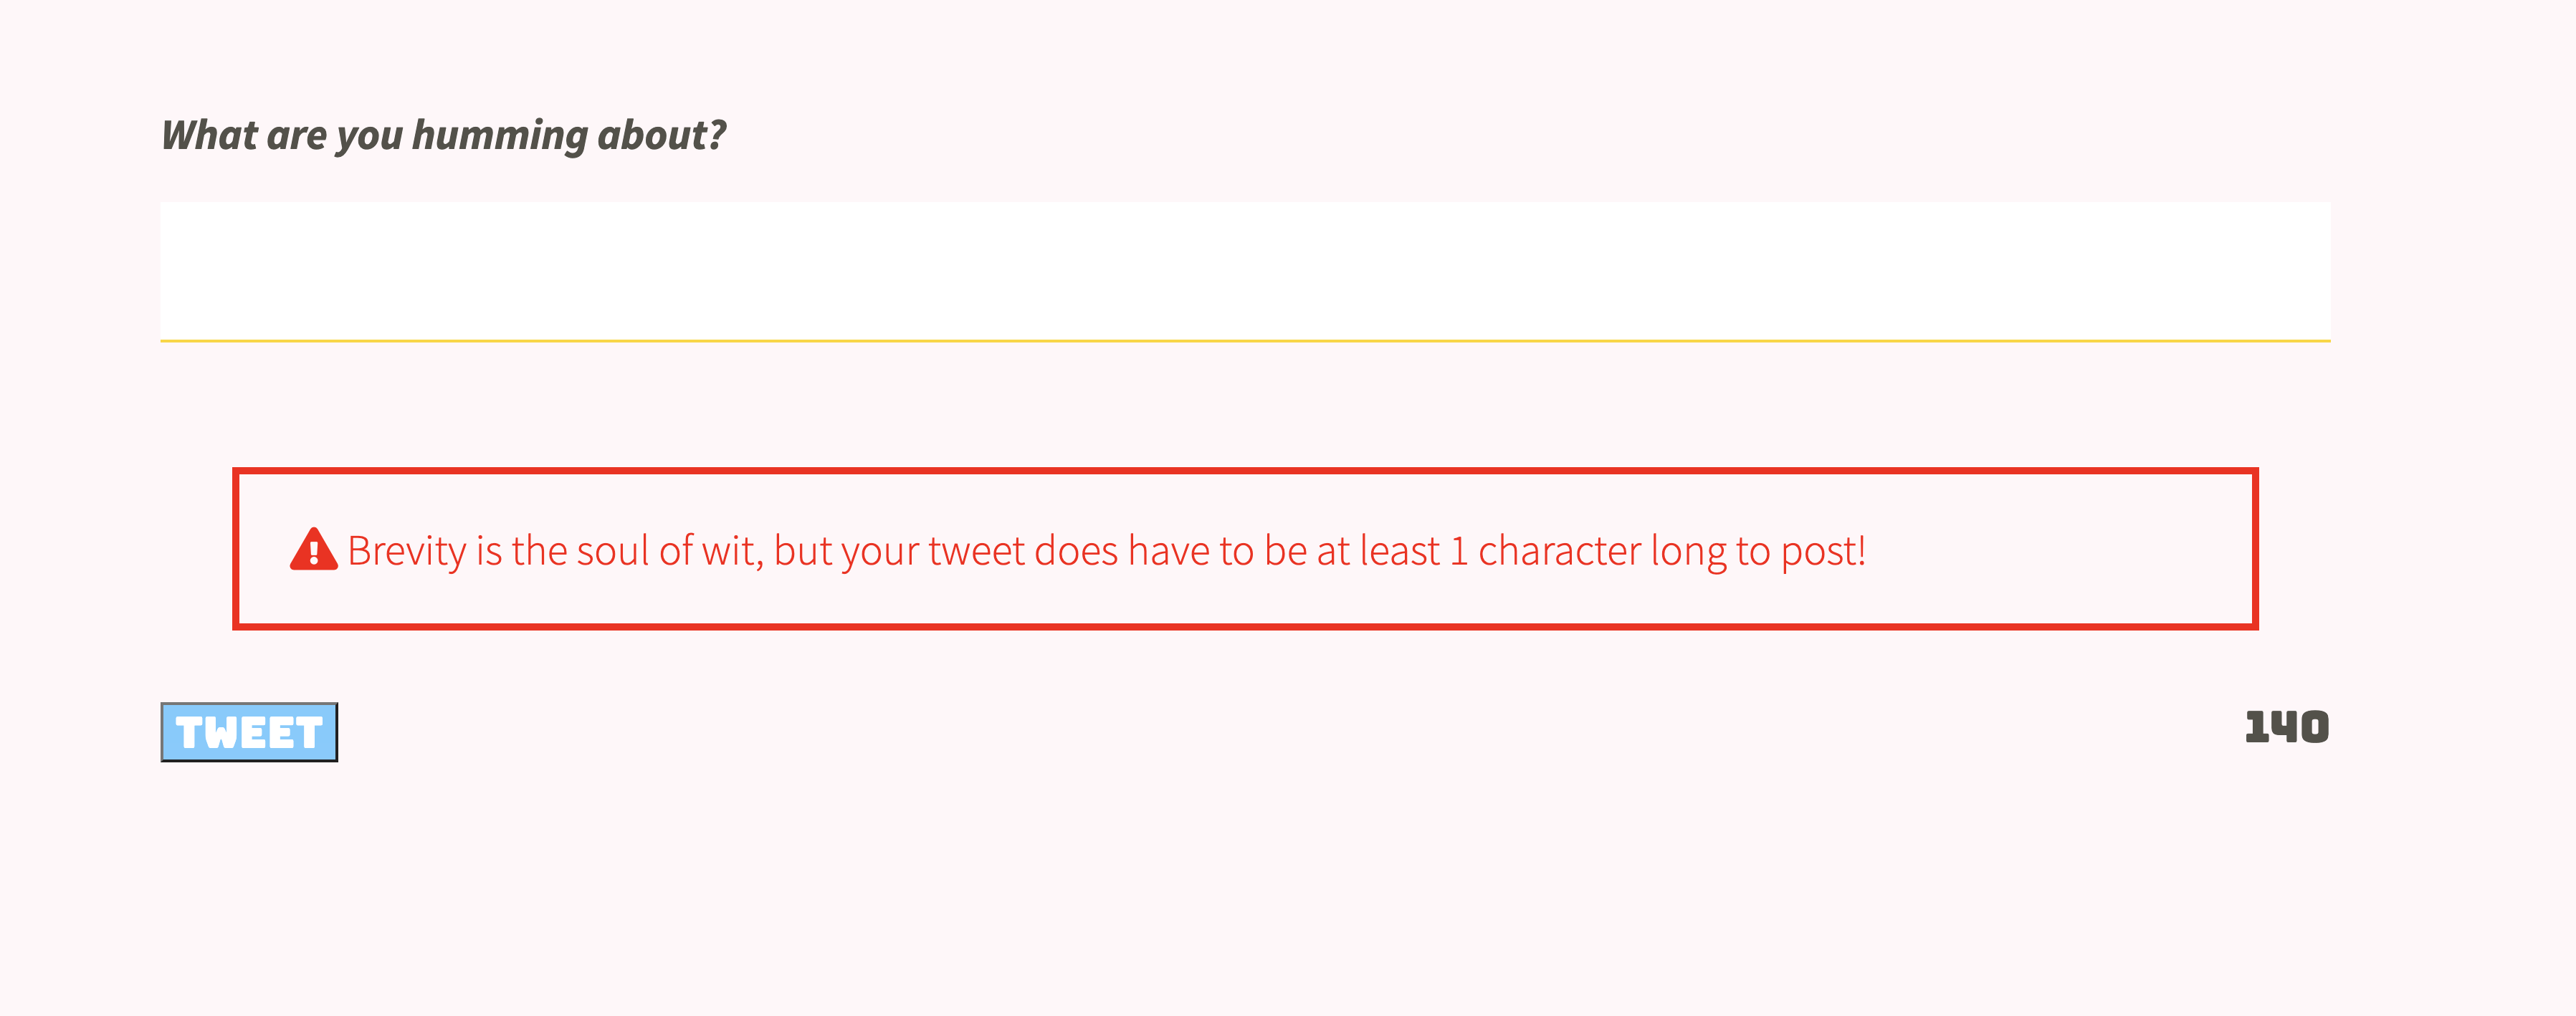 What are you humming about?
Brevity is the soul of wit, but your tweet does have to be at least 1 character long to post!
TWEET
140